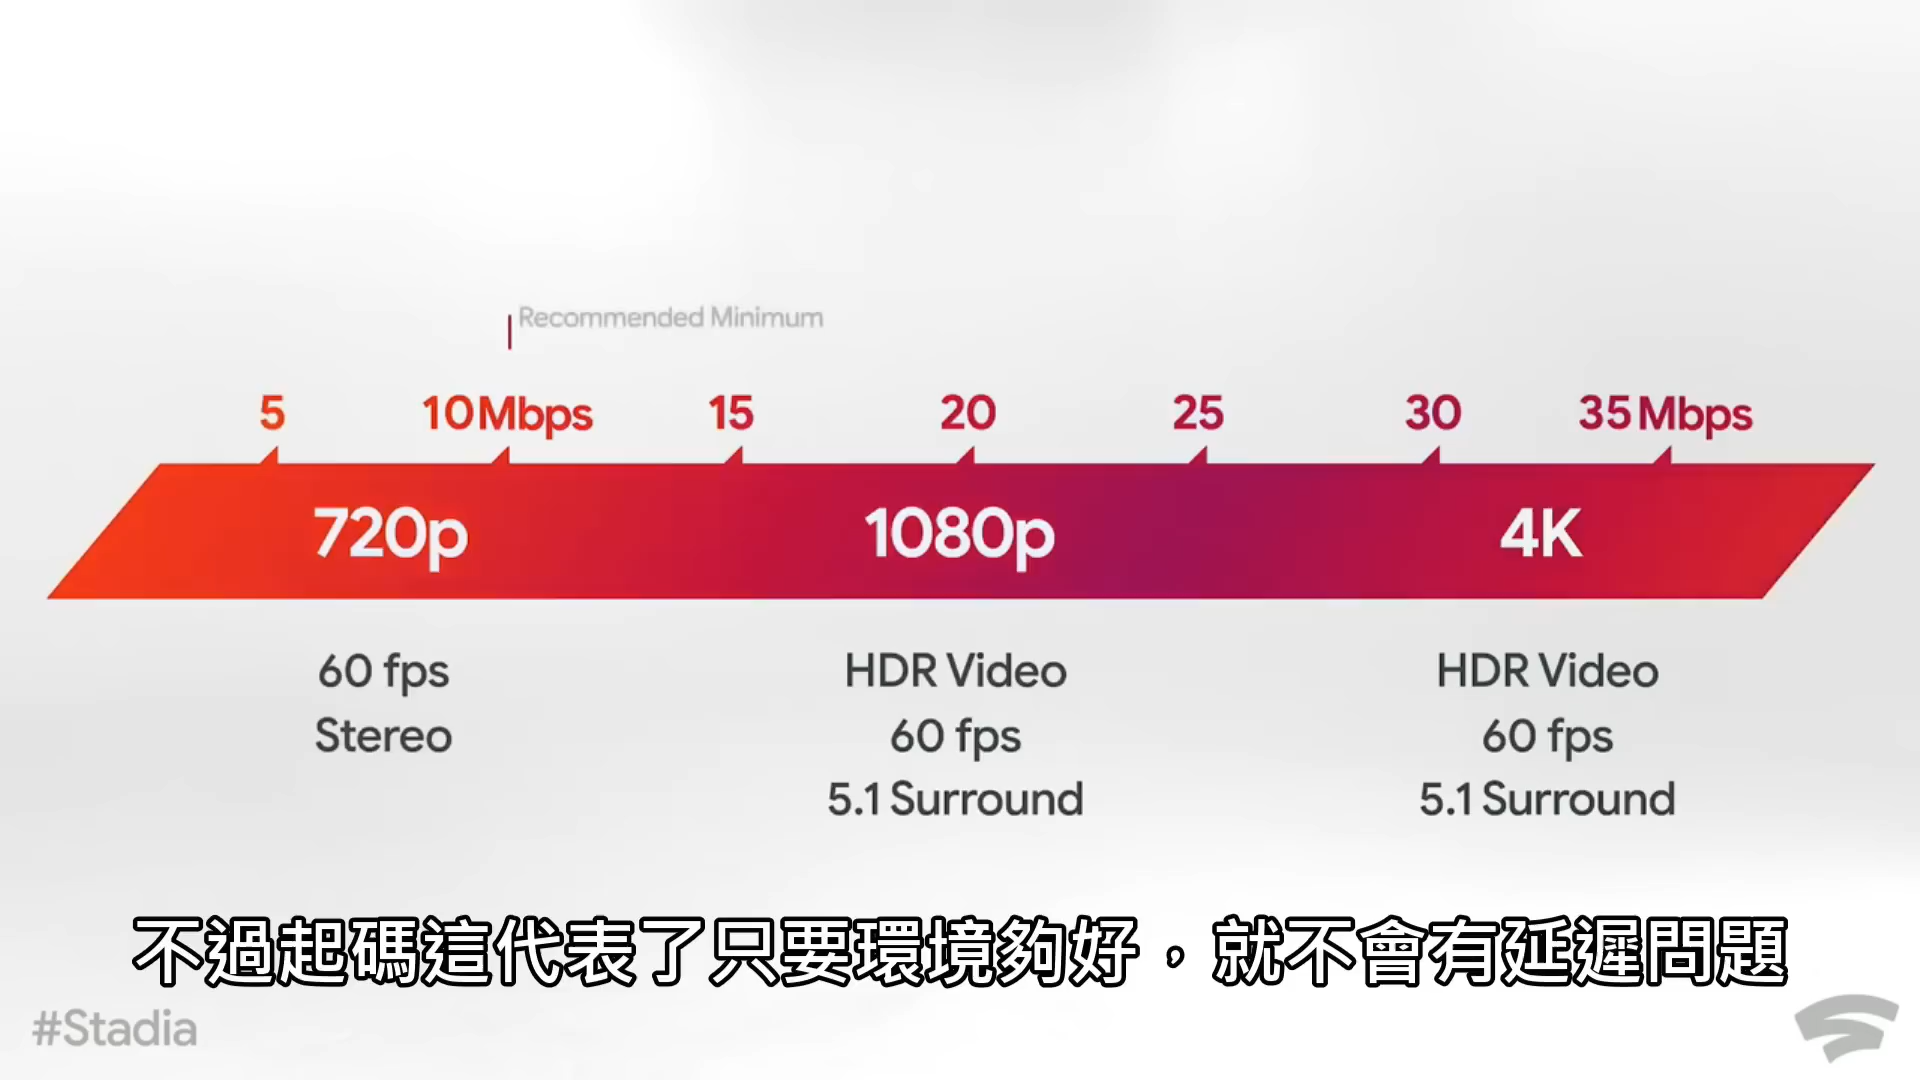 Recommended Minimum
5 10 Mbps 15 20 25 30 35 Mbps
720p 1080p 4K
60 fps
Stereo
HDR Video
60 fps
5.1 Surround
HDR Video
60 fps
5.1 Surround
不過起碼這代表了只要環境夠好，就不會有延遲問題
#Stadia